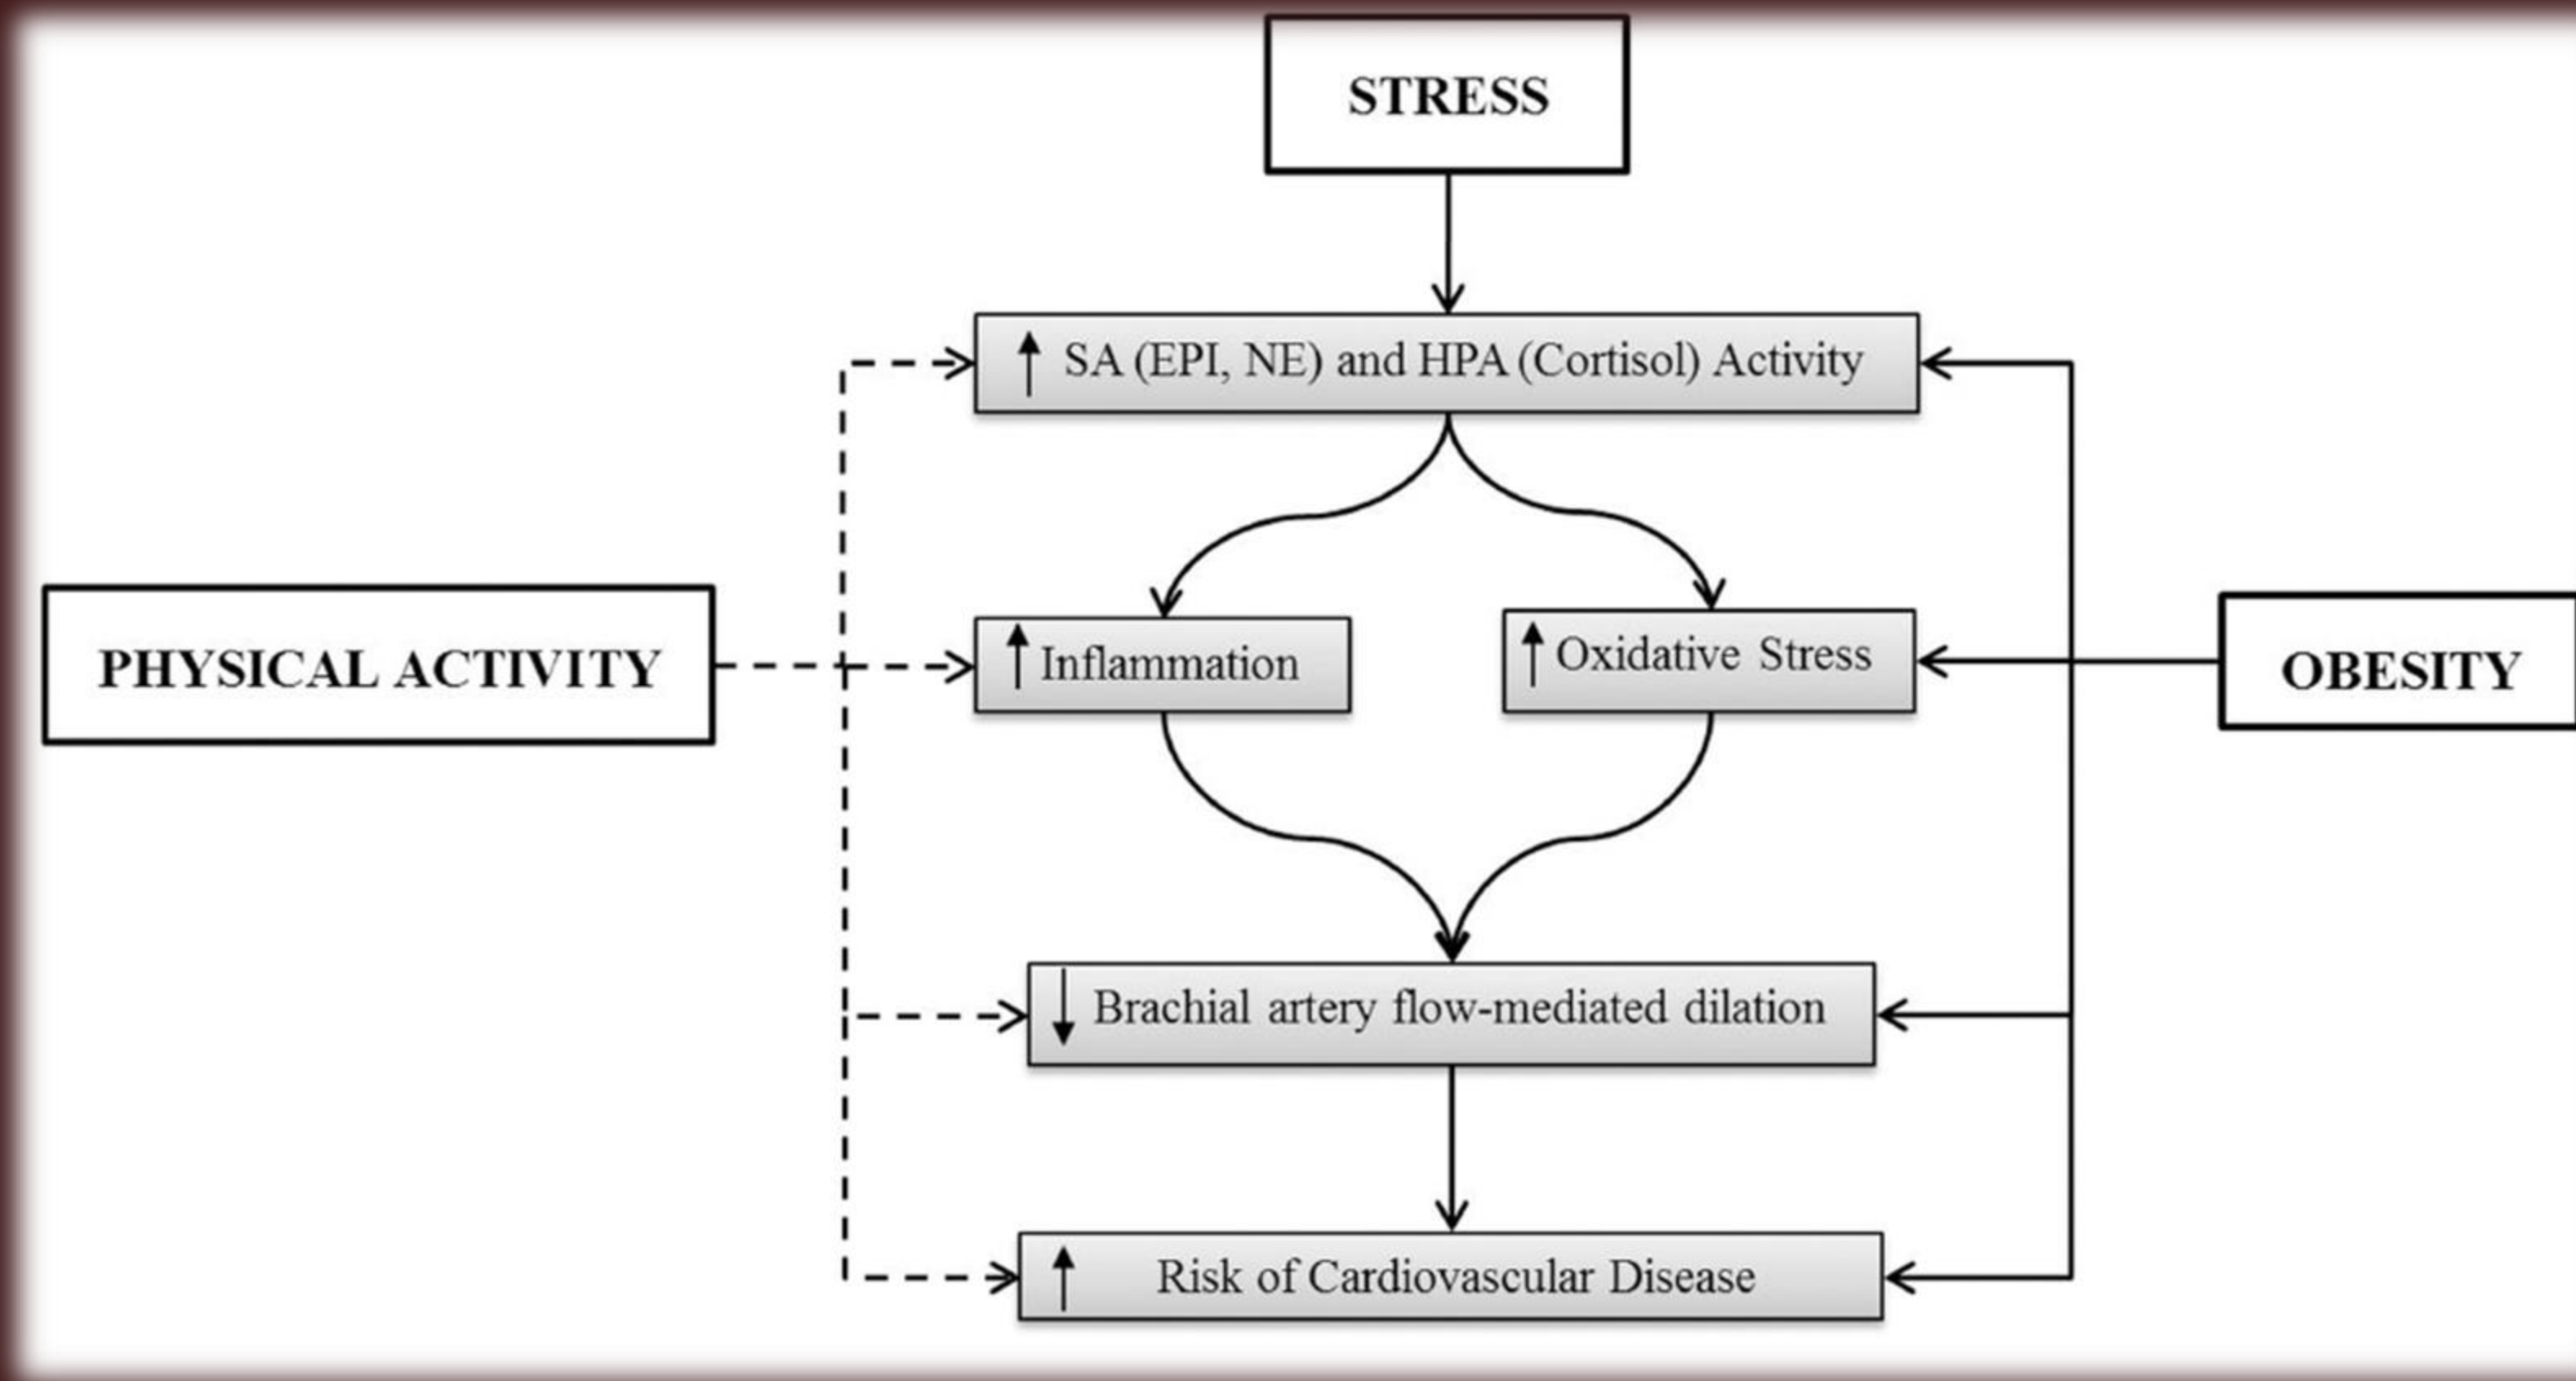 STRESS
SA (EPI, NE) and HPA (Cortisol) Activity
PHYSICAL ACTIVITY
Inflammation
Oxidative Stress
OBESITY
Brachial artery flow-mediated dilation
Risk of Cardiovascular Disease